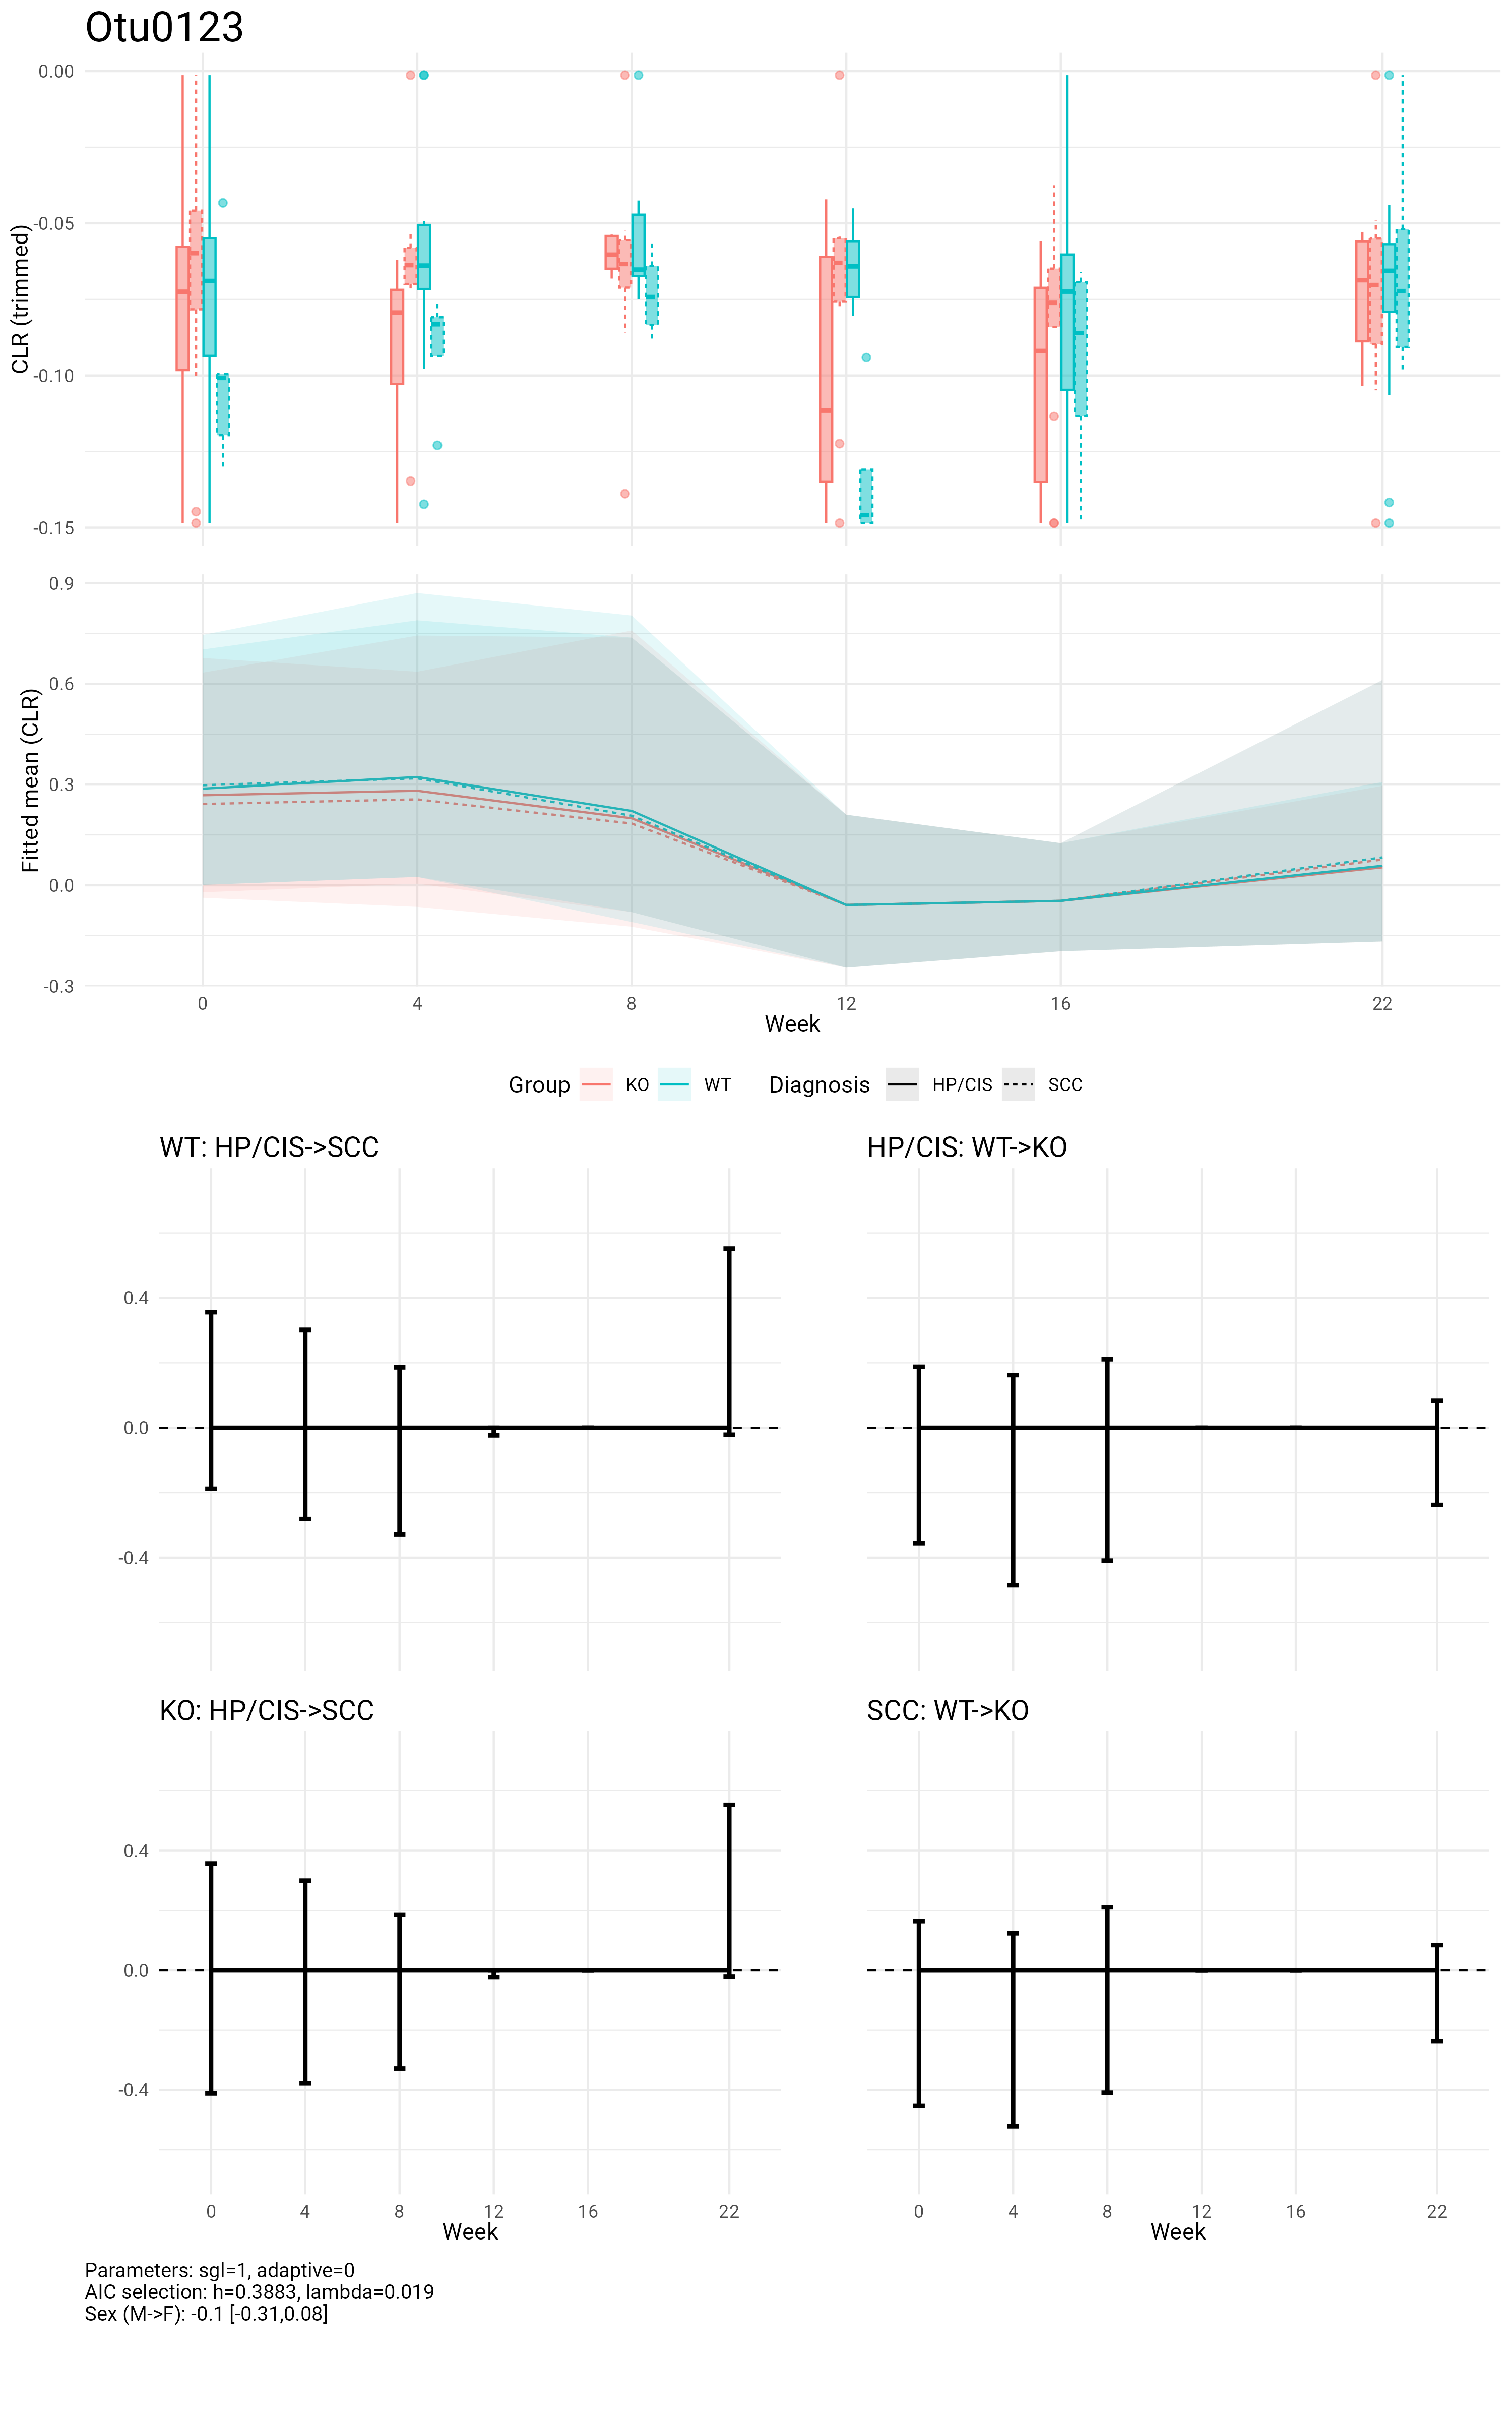 Otu0123
CLR (trimmed)
0.00
-0.05
-0.10
-0.15
Fitted mean (CLR)
0.9
0.6
0.3
0.0
-0.3
0 4 8 12 16 22
Week
Group KO WT Diagnosis HP/CIS SCC
WT: HP/CIS->SCC
0.4
0.0
-0.4
HP/CIS: WT->KO
KO: HP/CIS->SCC
0.4
0.0
-0.4
0 4 8 12 16 22
Week
SCC: WT->KO
0 4 8 12 16 22
Week
Parameters: sgl=1, adaptive=0
AIC selection: h=0.3883, lambda=0.019
Sex (M->F): -0.1 [-0.31,0.08]